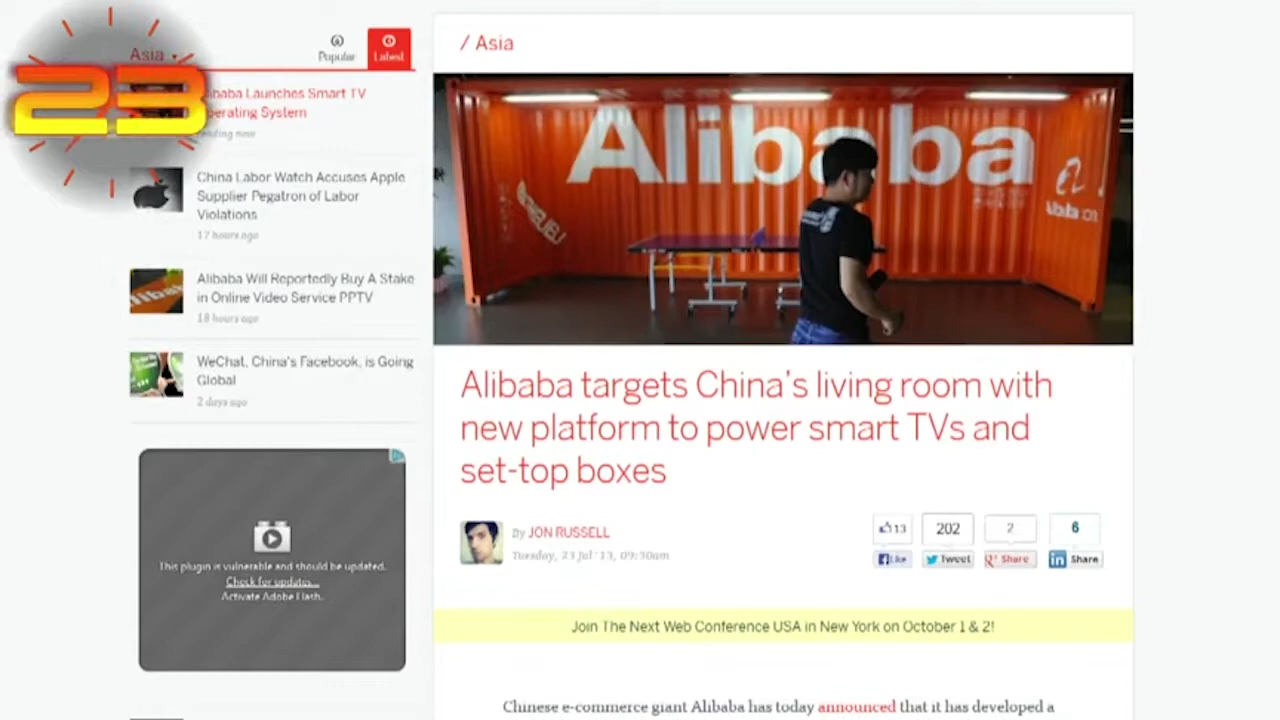 23
Asia
Popular
Latest
Alibaba Launches Smart TV
Operating System
Trending now
China Labor Watch Accuses Apple
Supplier Pegatron of Labor
Violations
17 hours ago
Alibaba Will Reportedly Buy A Stake
in Online Video Service PPTV
18 hours ago
WeChat, China's Facebook, is Going
Global
2 days ago
This plugin is vulnerable and should be updated.
Check for updates...
Activate Adobe Flash.
/ Asia
Alibaba
Alibaba targets China's living room with
new platform to power smart TVs and
set-top boxes
By JON RUSSELL
Tuesday, 23 Jul '13, 09:30am
13 202 2 6
Like Tweet Share Share
Join The Next Web Conference USA in New York on October 1 & 2!
Chinese e-commerce giant Alibaba has today announced that it has developed a